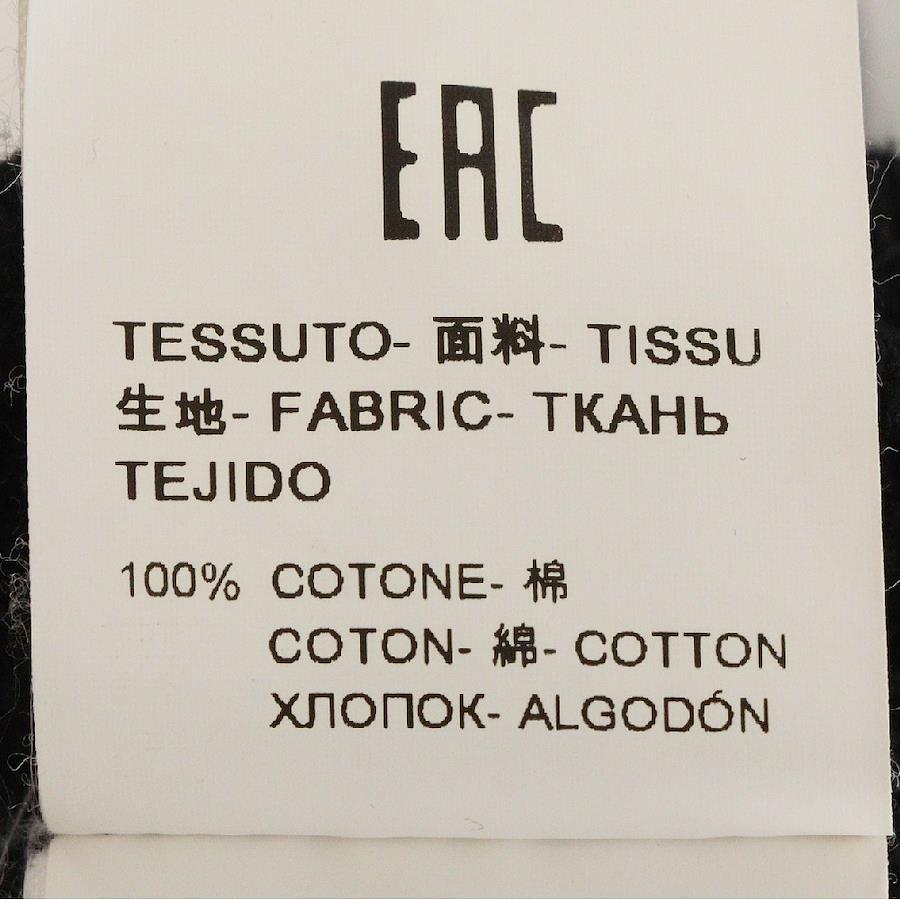 EAC
TESSUTO- 面料- TISSU
生地- FABRIC- ТКАНЬ
TEJIDO
100% COTONE- 棉
COTON- 綿- COTTON
ХЛОПОК- ALGODÓN